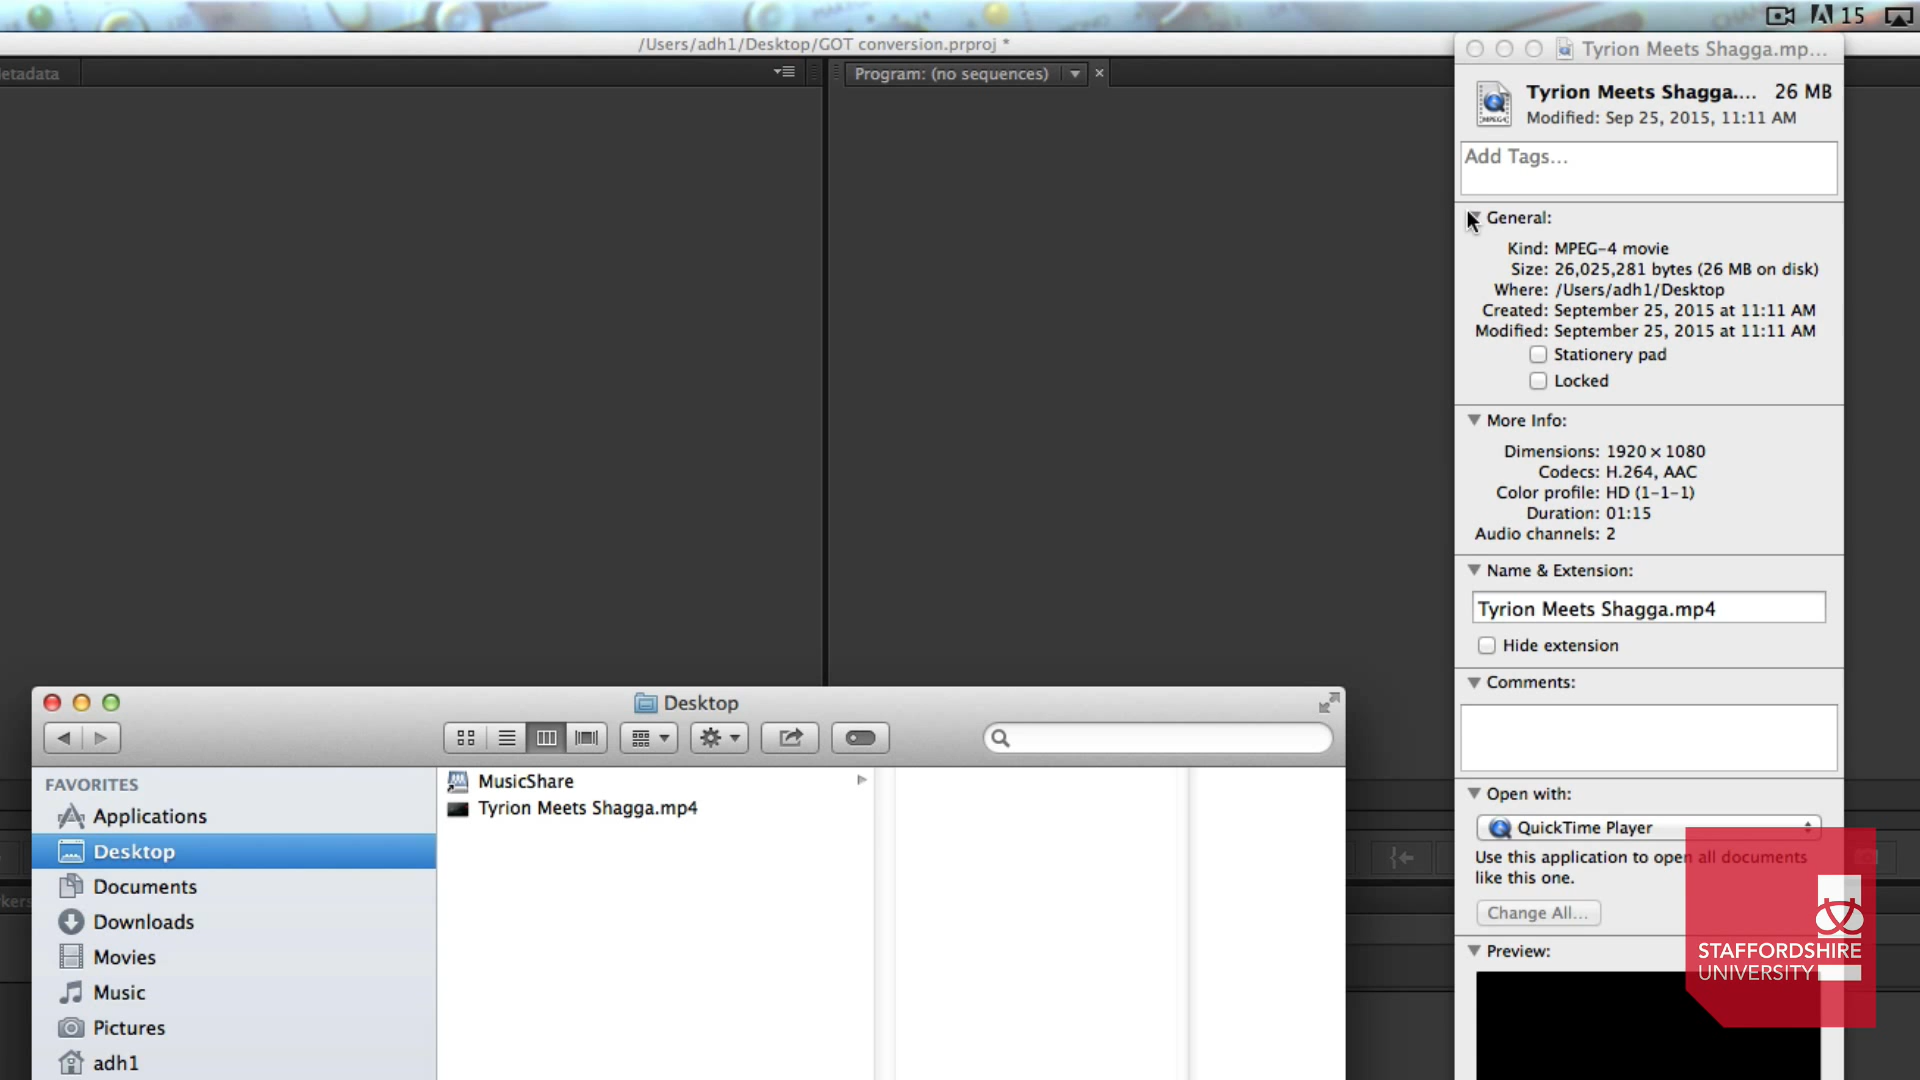 15
/Users/adh1/Desktop/GOT conversion.prproj *
etadata
Program: (no sequences)
Tyrion Meets Shagga.mp...
Tyrion Meets Shagga.... 26 MB
Modified: Sep 25, 2015, 11:11 AM
Add Tags...
General:
Kind: MPEG-4 movie
Size: 26,025,281 bytes (26 MB on disk)
Where: /Users/adh1/Desktop
Created: September 25, 2015 at 11:11 AM
Modified: September 25, 2015 at 11:11 AM
Stationery pad
Locked
More Info:
Dimensions: 1920 × 1080
Codecs: H.264, AAC
Color profile: HD (1-1-1)
Duration: 01:15
Audio channels: 2
Name & Extension:
Tyrion Meets Shagga.mp4
Hide extension
Comments:
Open with:
QuickTime Player
Use this application to open all documents
like this one.
Change All...
Preview:
Desktop
FAVORITES
Applications
Desktop
Documents
Downloads
Movies
Music
Pictures
adh1
MusicShare
Tyrion Meets Shagga.mp4
kers
STAFFORDSHIRE
UNIVERSITY